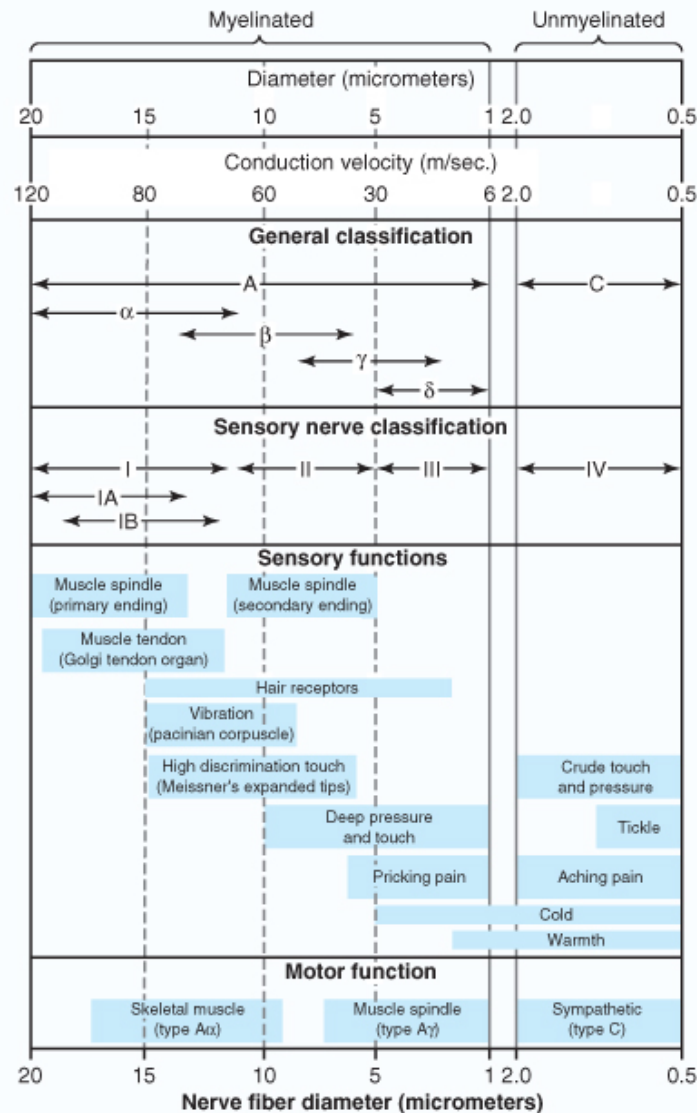 Myelinated Unmyelinated
Diameter (micrometers)
20 15 10 5 1 2.0 0.5
Conduction velocity (m/sec.)
120 80 60 30 6 2.0 0.5
General classification
A C
α
β
γ
δ
Sensory nerve classification
I II III IV
IA
IB
Sensory functions
Muscle spindle
(primary ending)
Muscle spindle
(secondary ending)
Muscle tendon
(Golgi tendon organ)
Hair receptors
Vibration
(pacinian corpuscle)
High discrimination touch
(Meissner's expanded tips)
Crude touch
and pressure
Deep pressure
and touch
Tickle
Pricking pain
Aching pain
Cold
Warmth
Motor function
Skeletal muscle
(type Aα)
Muscle spindle
(type Aγ)
Sympathetic
(type C)
20 15 10 5 1 2.0 0.5
Nerve fiber diameter (micrometers)